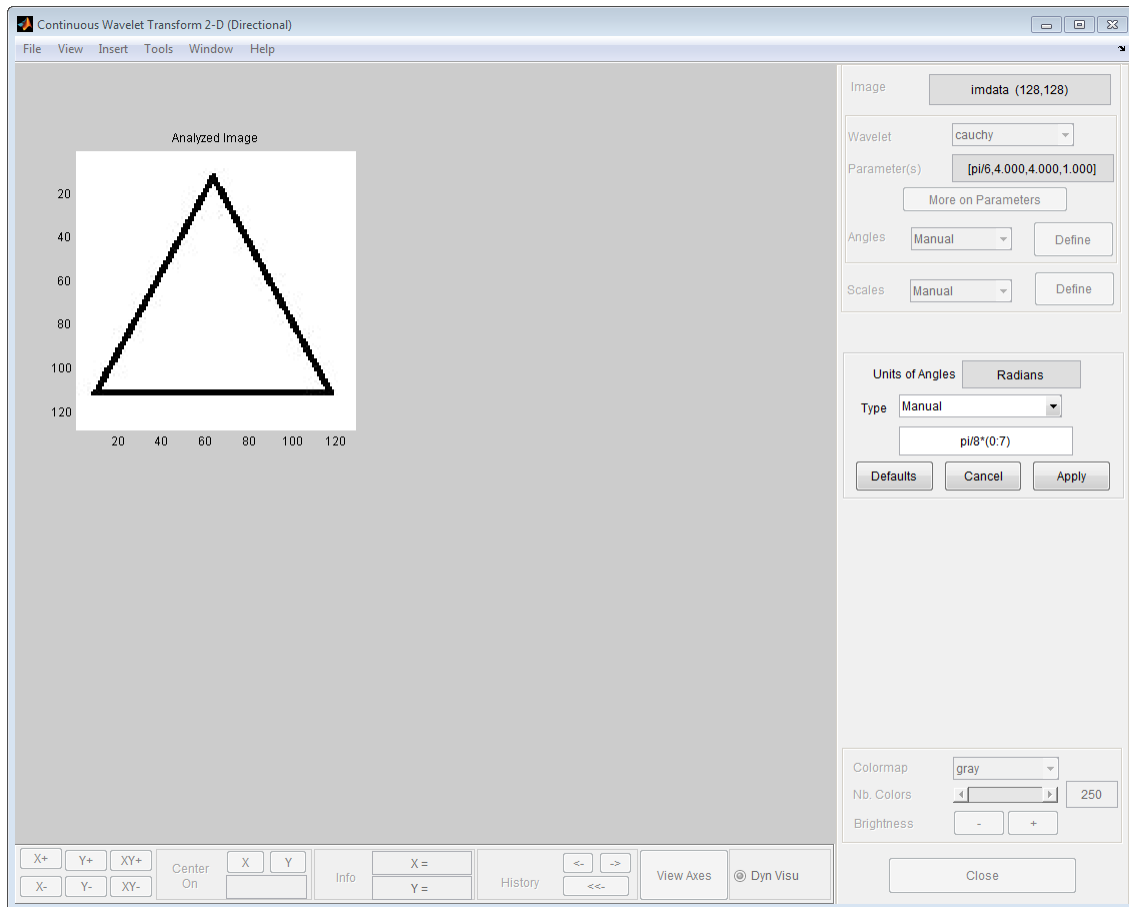 Continuous Wavelet Transform 2-D (Directional)
File View Insert Tools Window Help
Analyzed Image
20
40
60
80
100
120
20 40 60 80 100 120
Image imdata (128,128)
Wavelet cauchy
Parameter(s) [pi/6,4.000,4.000,1.000]
More on Parameters
Angles Manual Define
Scales Manual Define
Units of Angles Radians
Type Manual
pi/8*(0:7)
Defaults Cancel Apply
Colormap gray
Nb. Colors 250
Brightness - +
X+ Y+ XY+
X- Y- XY-
Center On X Y
Info X =
Y =
History <- ->
<<-
View Axes Dyn Visu
Close